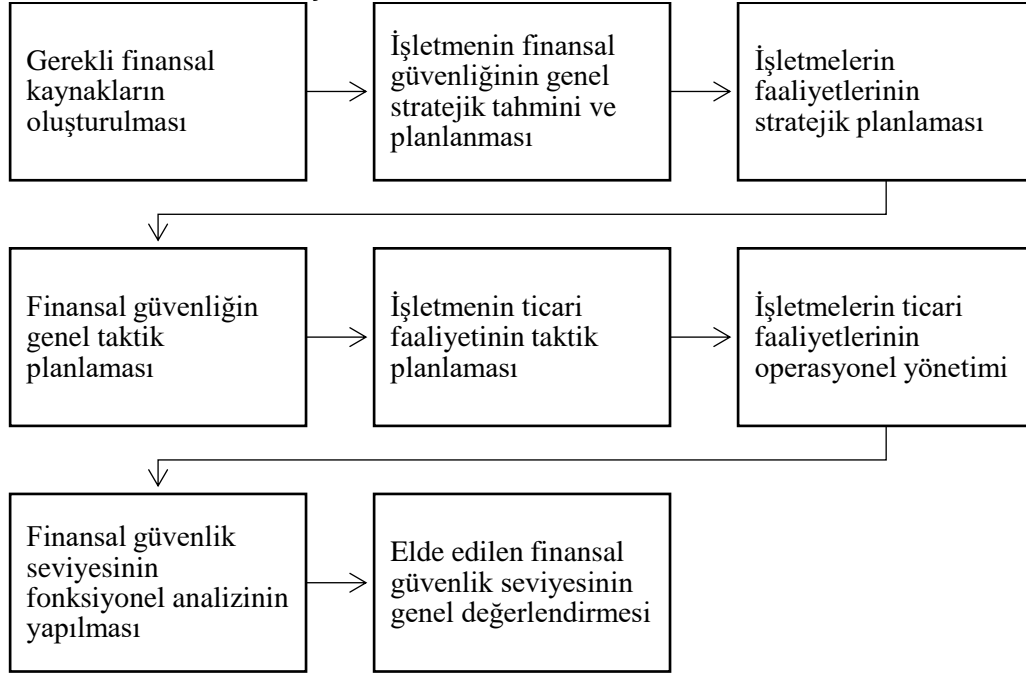 Gerekli finansal
kaynakların
oluşturulması
İşletmenin finansal
güvenliğinin genel
stratejik tahmini ve
planlanması
İşletmelerin
faaliyetlerinin
stratejik planlaması
Finansal güvenliğin
genel taktik
planlaması
İşletmenin ticari
faaliyetinin taktik
planlaması
İşletmelerin ticari
faaliyetlerinin
operasyonel yönetimi
Finansal güvenlik
seviyesinin
fonksiyonel analizinin
yapılması
Elde edilen finansal
güvenlik seviyesinin
genel değerlendirmesi